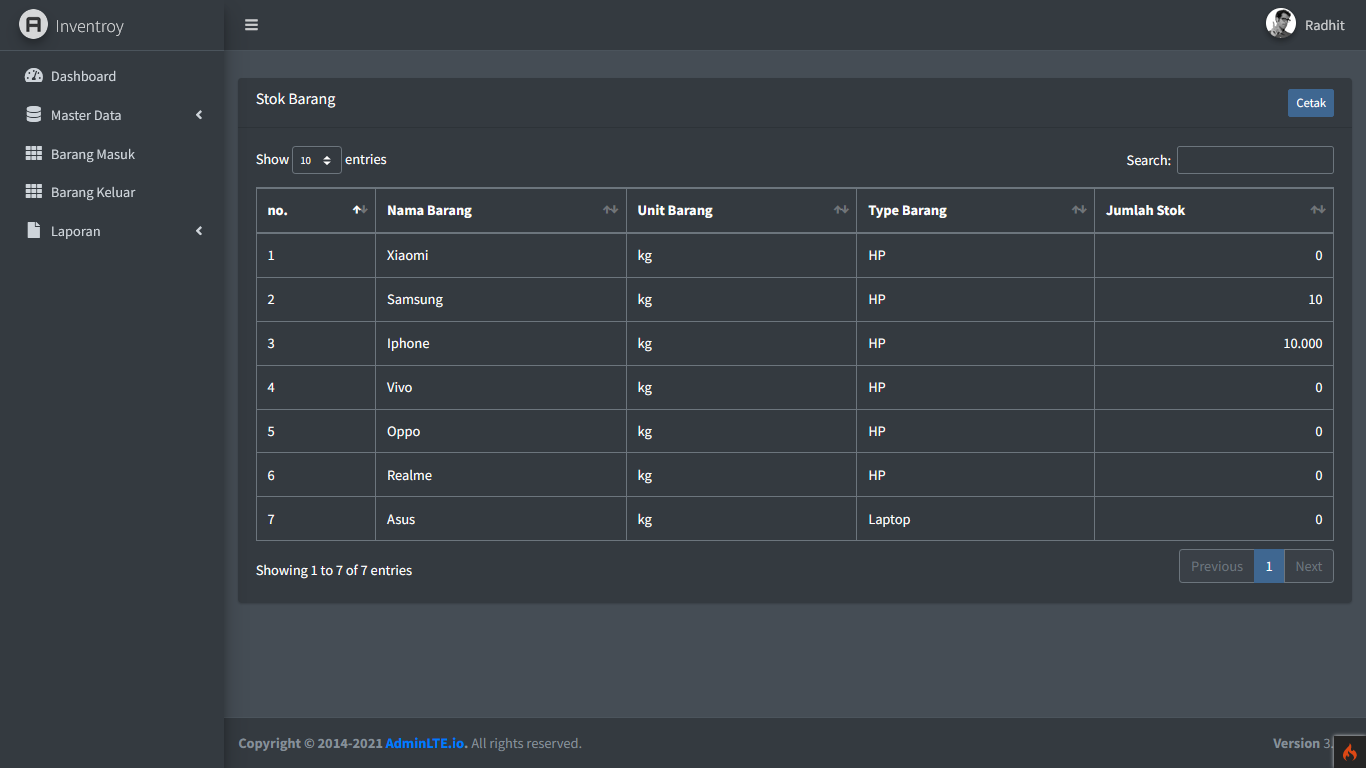 A Inventroy
Radhit
Dashboard
Master Data
Barang Masuk
Barang Keluar
Laporan
Stok Barang
Cetak
Show 10 entries
Search:
no. Nama Barang Unit Barang Type Barang Jumlah Stok
1 Xiaomi kg HP 0
2 Samsung kg HP 10
3 Iphone kg HP 10.000
4 Vivo kg HP 0
5 Oppo kg HP 0
6 Realme kg HP 0
7 Asus kg Laptop 0
Showing 1 to 7 of 7 entries
Previous 1 Next
Copyright © 2014-2021 AdminLTE.io. All rights reserved.
Version 3.